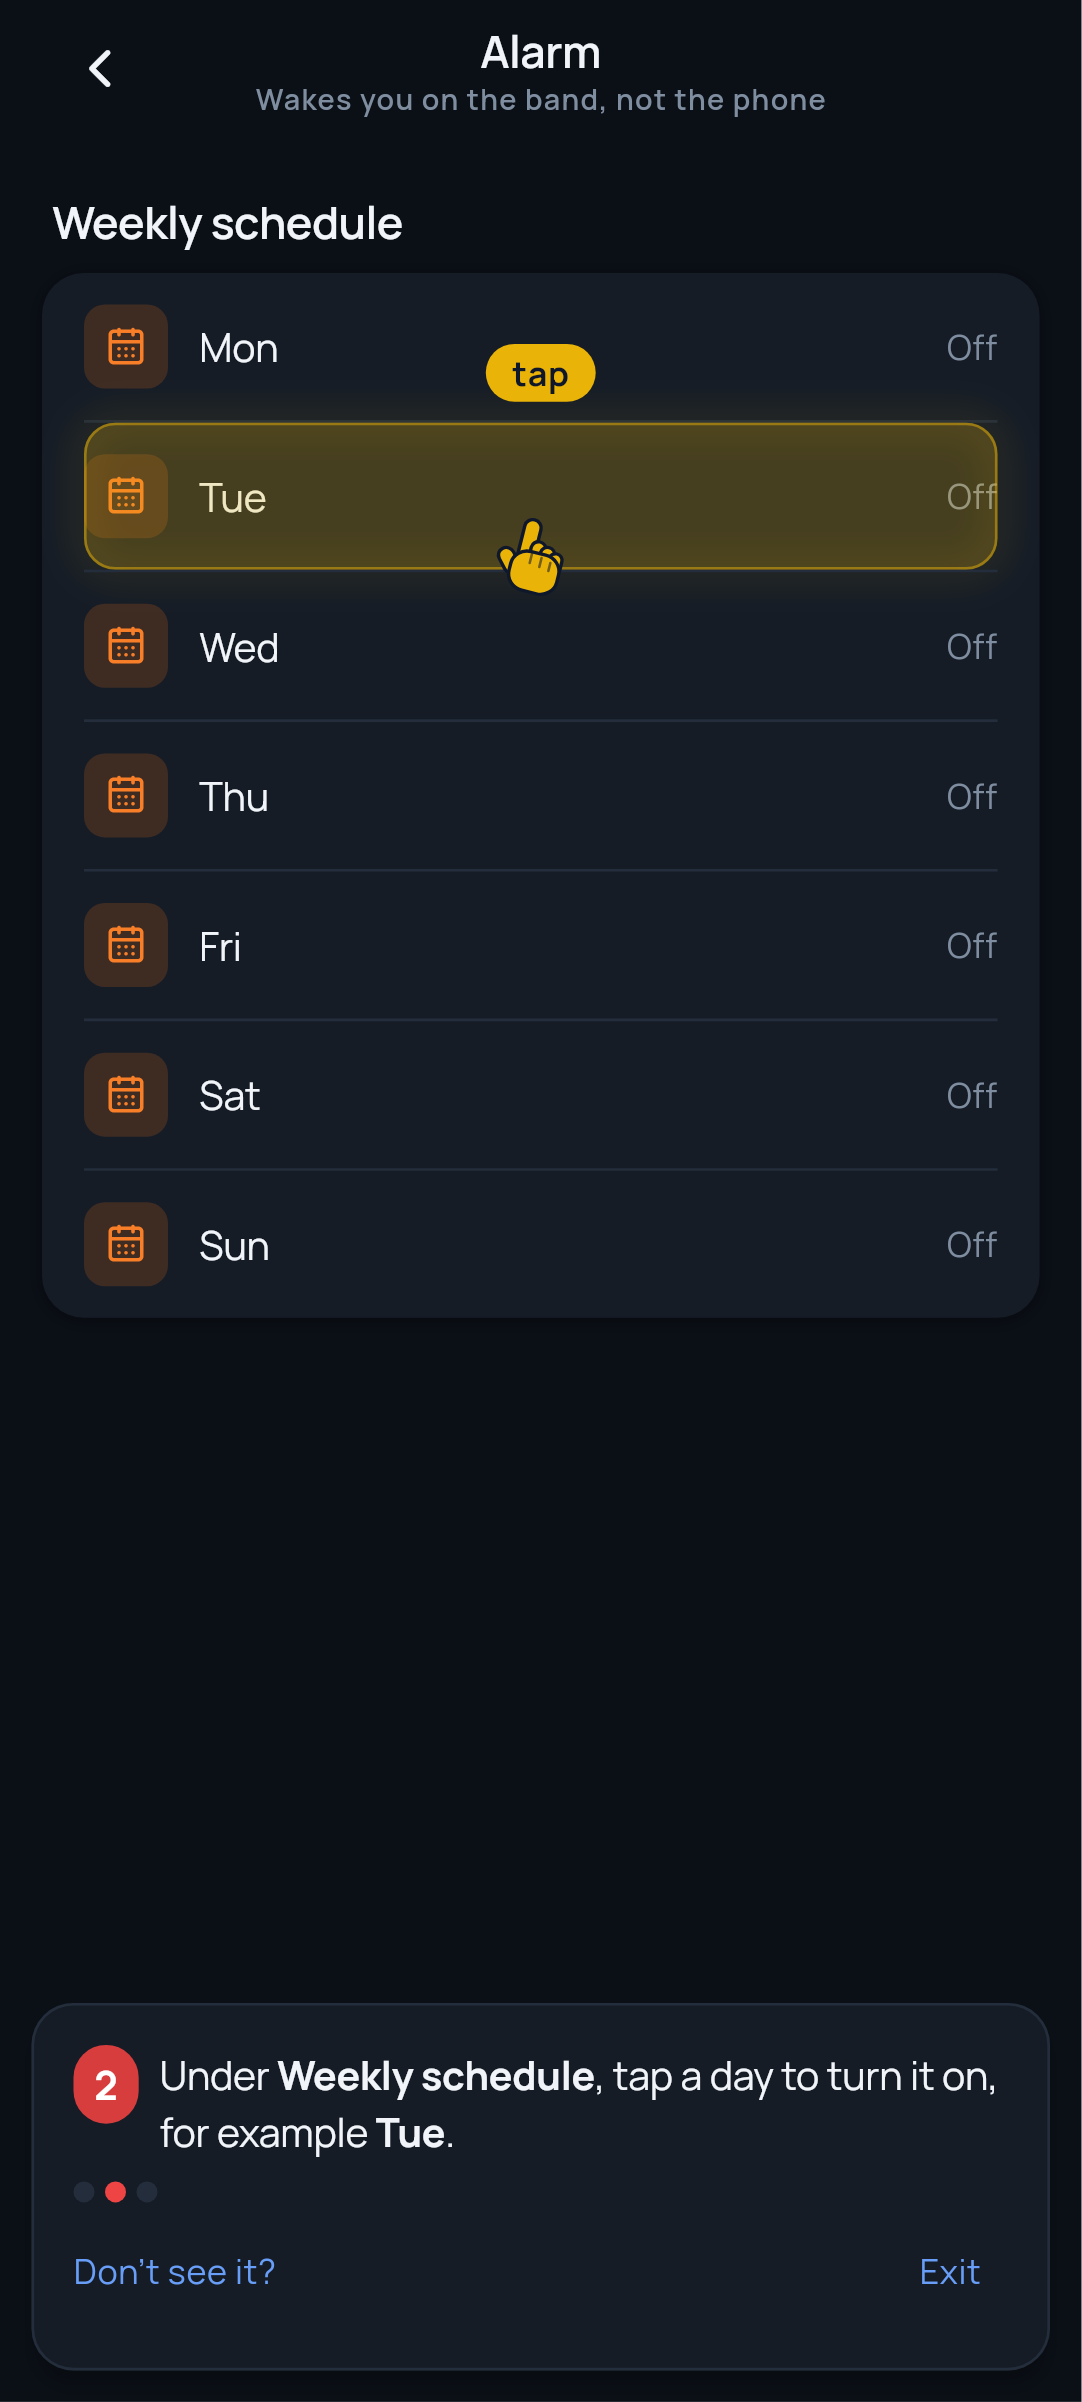 Alarm
Wakes you on the band, not the phone
Weekly schedule
Mon Off
tap
Tue Off
Wed Off
Thu Off
Fri Off
Sat Off
Sun Off
2 Under Weekly schedule, tap a day to turn it on,
for example Tue.
Don't see it? Exit